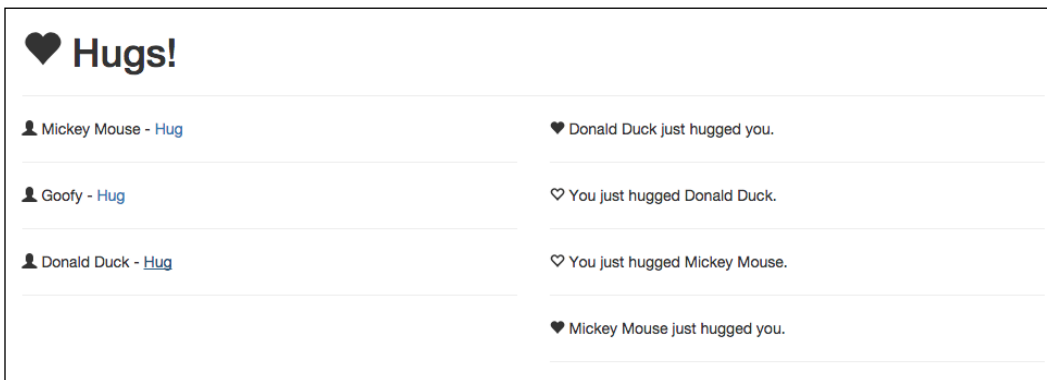 Hugs!
Mickey Mouse - Hug
Goofy - Hug
Donald Duck - Hug
Donald Duck just hugged you.
You just hugged Donald Duck.
You just hugged Mickey Mouse.
Mickey Mouse just hugged you.